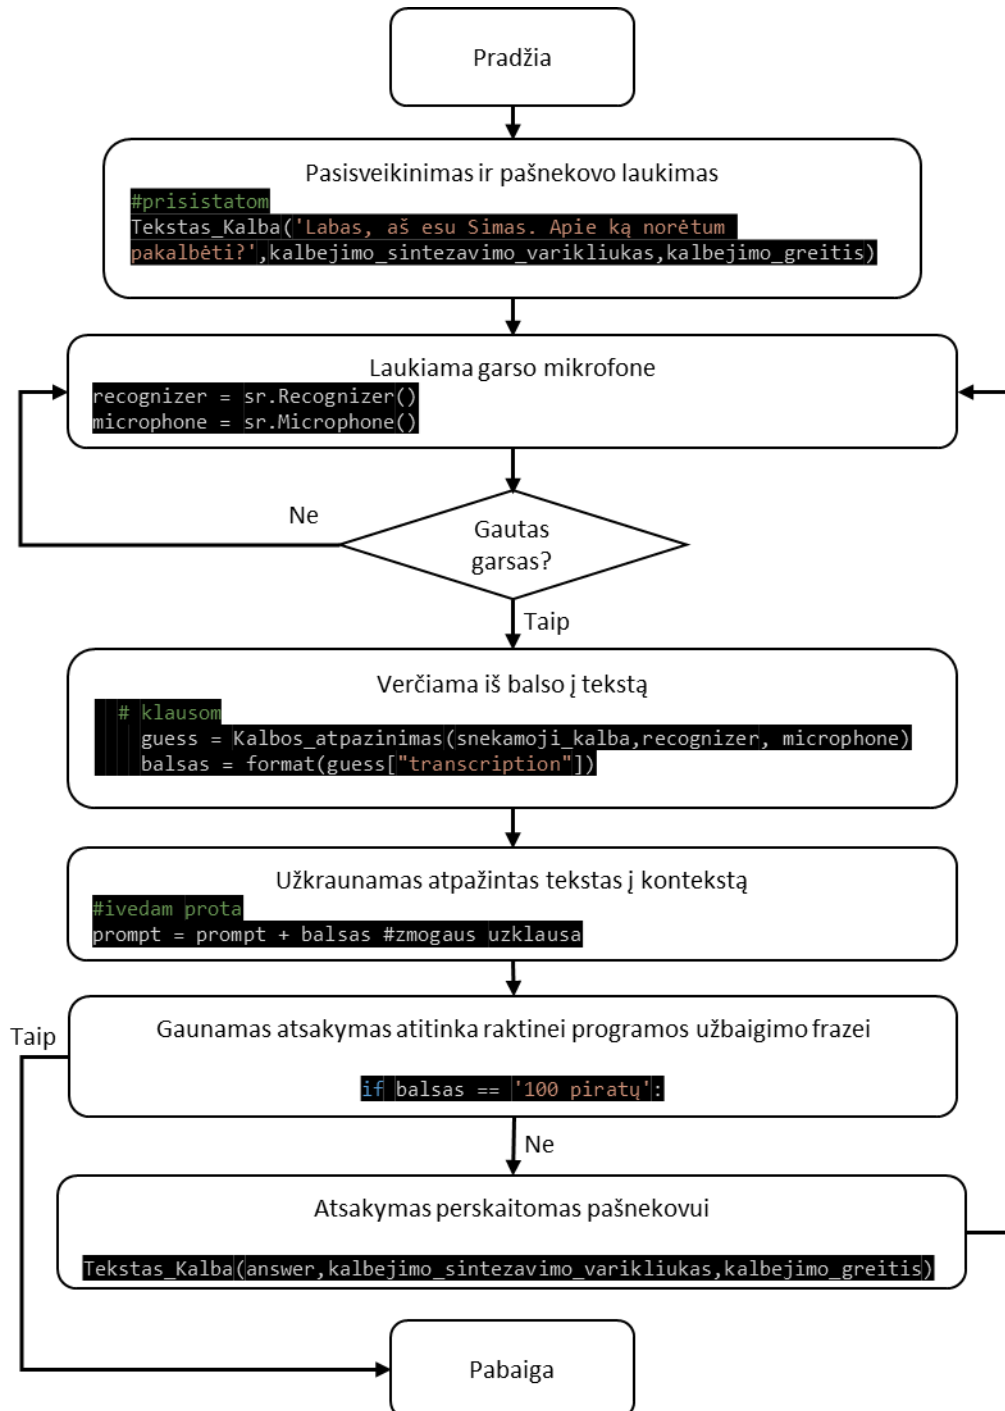 Pradžia
Pasisveikinimas ir pašnekovo laukimas
#prisistatom
Tekstas_Kalba('Labas, aš esu Simas. Apie ką norėtum
pakalbėti?',kalbejimo_sintezavimo_varikliukas,kalbejimo_greitis)
Laukiama garso mikrofone
recognizer = sr.Recognizer()
microphone = sr.Microphone()
Ne
Gautas
garsas?
Taip
Verčiama iš balso į tekstą
# klausom
guess = Kalbos_atpazinimas(snekamoji_kalba,recognizer, microphone)
balsas = format(guess["transcription"])
Užkraunamas atpažintas tekstas į kontekstą
#ivedam prota
prompt = prompt + balsas #zmogaus uzklausa
Taip
Gaunamas atsakymas atitinka raktinei programos užbaigimo frazei
if balsas == '100 piratų':
Ne
Atsakymas perskaitomas pašnekovui
Tekstas_Kalba(answer,kalbejimo_sintezavimo_varikliukas,kalbejimo_greitis)
Pabaiga